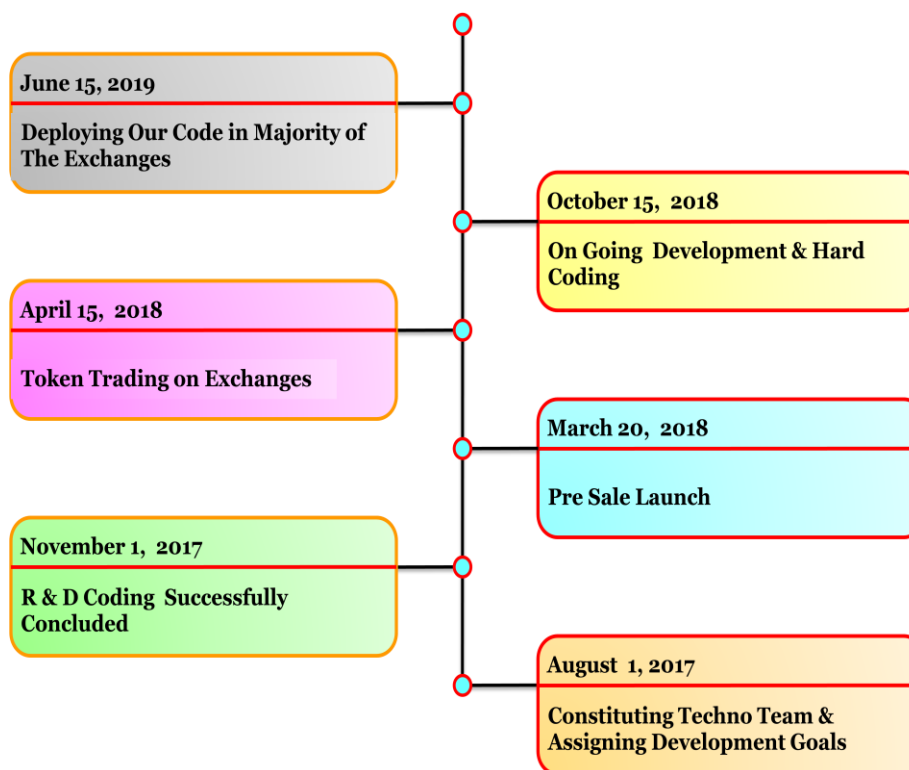 June 15, 2019
Deploying Our Code in Majority of
The Exchanges
October 15, 2018
On Going Development & Hard
Coding
April 15, 2018
Token Trading on Exchanges
March 20, 2018
Pre Sale Launch
November 1, 2017
R & D Coding Successfully
Concluded
August 1, 2017
Constituting Techno Team &
Assigning Development Goals